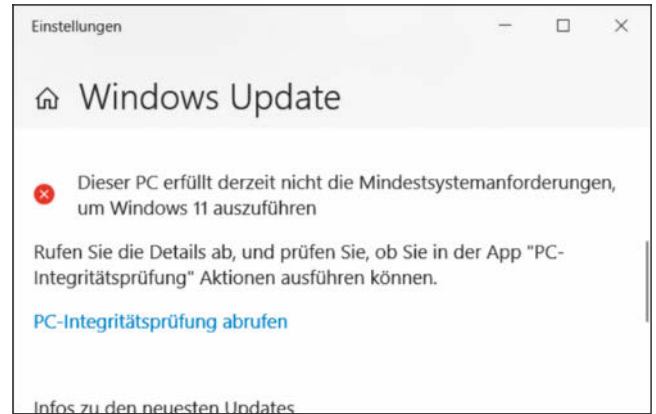 Einstellungen
Windows Update
Dieser PC erfüllt derzeit nicht die Mindestsystemanforderungen,
um Windows 11 auszuführen
Rufen Sie die Details ab, und prüfen Sie, ob Sie in der App "PC-
Integritätsprüfung" Aktionen ausführen können.
PC-Integritätsprüfung abrufen
Infos zu den neuesten Updates